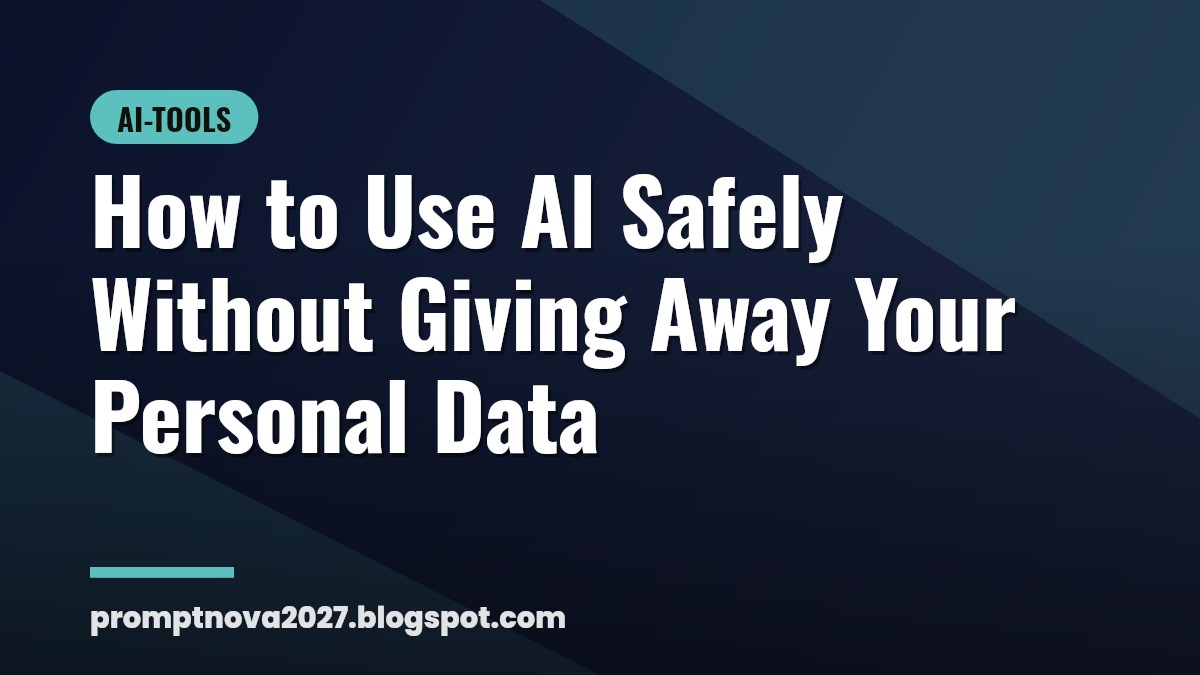 AI-TOOLS
How to Use AI Safely
Without Giving Away Your
Personal Data
promptnova2027.blogspot.com